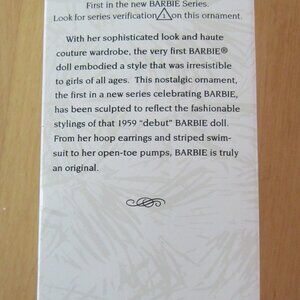 First in the new BARBIE Series.
Look for series verification 1 on this ornament.
With her sophisticated look and haute
couture wardrobe, the very first BARBIE®
doll embodied a style that was irresistible
to girls of all ages. This nostalgic ornament,
the first in a new series celebrating BARBIE,
has been sculpted to reflect the fashionable
stylings of that 1959 "debut" BARBIE doll.
From her hoop earrings and striped swim-
suit to her open-toe pumps, BARBIE is truly
an original.